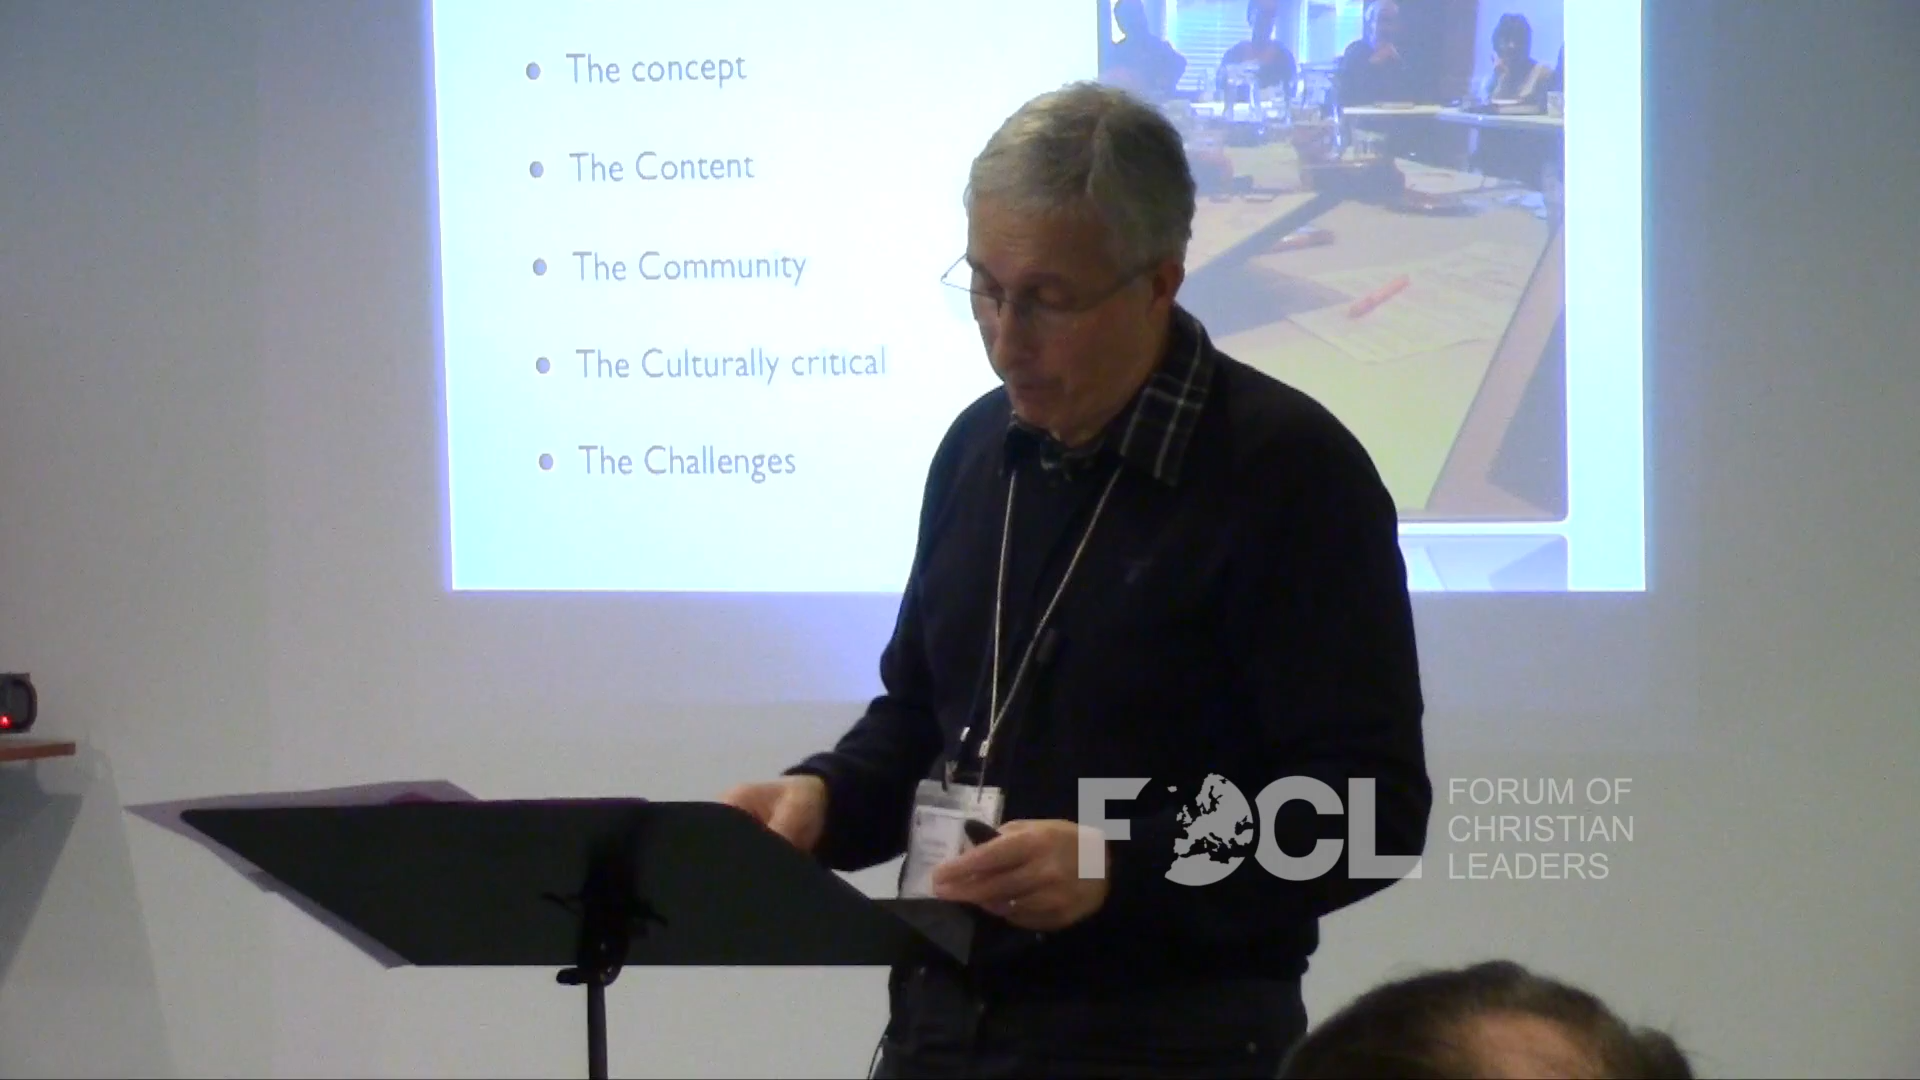 The concept
The Content
The Community
The Culturally critical
The Challenges
FOCL
FORUM OF
CHRISTIAN
LEADERS